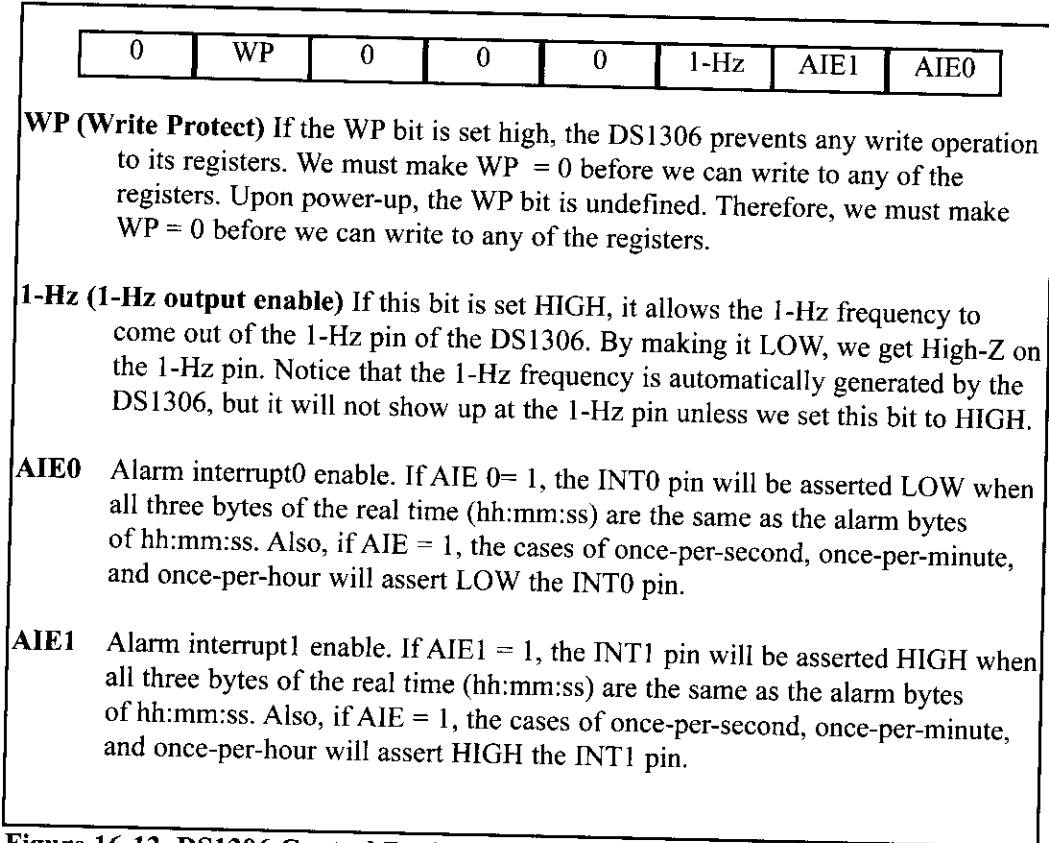 0 WP 0 0 0 1-Hz AIE1 AIE0
WP (Write Protect) If the WP bit is set high, the DS1306 prevents any write operation
to its registers. We must make WP = 0 before we can write to any of the
registers. Upon power-up, the WP bit is undefined. Therefore, we must make
WP = 0 before we can write to any of the registers.
1-Hz (1-Hz output enable) If this bit is set HIGH, it allows the 1-Hz frequency to
come out of the 1-Hz pin of the DS1306. By making it LOW, we get High-Z on
the 1-Hz pin. Notice that the 1-Hz frequency is automatically generated by the
DS1306, but it will not show up at the 1-Hz pin unless we set this bit to HIGH.
AIE0 Alarm interrupt0 enable. If AIE 0= 1, the INT0 pin will be asserted LOW when
all three bytes of the real time (hh:mm:ss) are the same as the alarm bytes
of hh:mm:ss. Also, if AIE = 1, the cases of once-per-second, once-per-minute,
and once-per-hour will assert LOW the INT0 pin.
AIE1 Alarm interrupt1 enable. If AIE1 = 1, the INT1 pin will be asserted HIGH when
all three bytes of the real time (hh:mm:ss) are the same as the alarm bytes
of hh:mm:ss. Also, if AIE = 1, the cases of once-per-second, once-per-minute,
and once-per-hour will assert HIGH the INT1 pin.